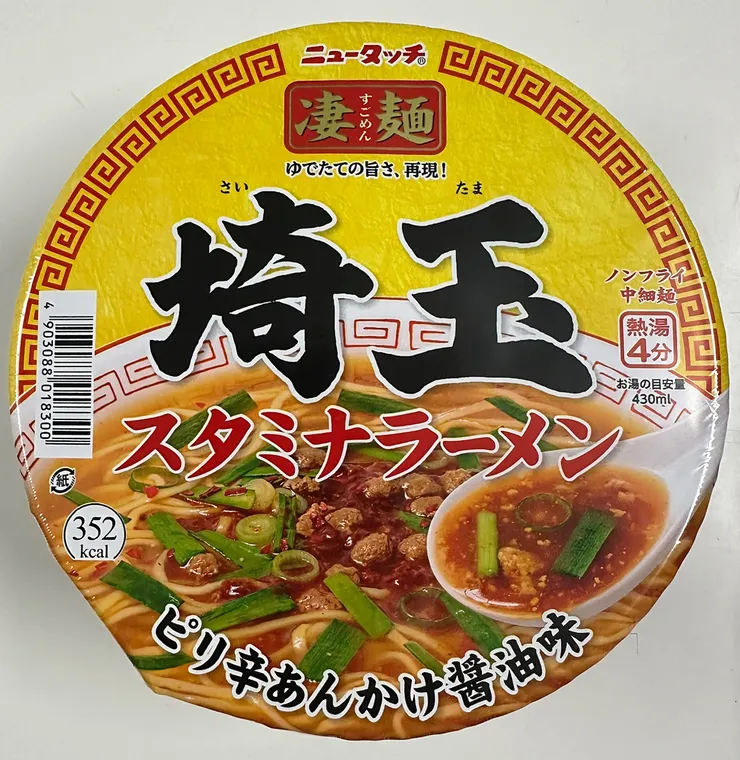 ニュータッチ®
凄麺
すごめん
ゆでたての旨さ、再現!
さい たま
埼玉
ノンフライ
中細麺
熱湯
4分
お湯の目安量
430ml
スタミナラーメン
4 903088 018300
紙
352
kcal
ピリ辛あんかけ醤油味